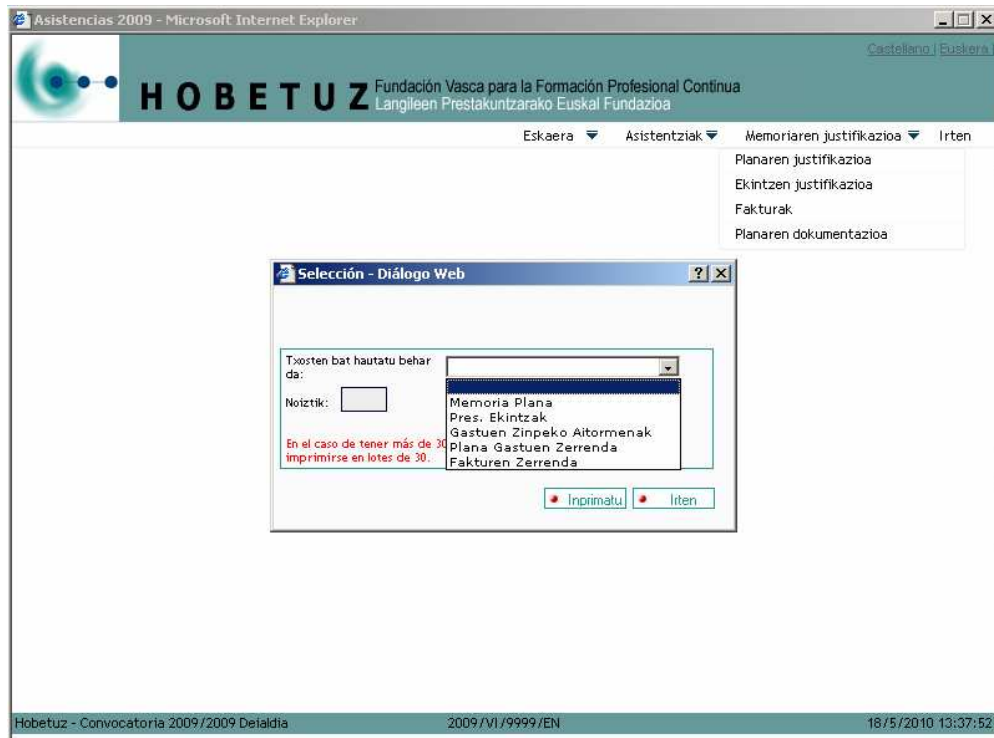 Asistencias 2009 - Microsoft Internet Explorer
Castellano | Euskera |
HOBETUZ
Fundación Vasca para la Formación Profesional Continua
Langileen Prestakuntzarako Euskal Fundazioa
Eskaera Asistentziak Memoriaren justifikazioa Irten
Planaren justifikazioa
Ekintzen justifikazioa
Fakturak
Planaren dokumentazioa
Selección - Diálogo Web
Txosten bat hautatu behar
da:
Noiztik:
Memoria Plana
Pres. Ekintzak
Gastuen Zinpeko Aitormenak
Plana Gastuen Zerrenda
Fakturen Zerrenda
En el caso de tener más de 30
imprimirse en lotes de 30.
Inprimatu Irten
Hobetuz - Convocatoria 2009/2009 Deialdia 2009/VI/9999/EN 18/5/2010 13:37:52